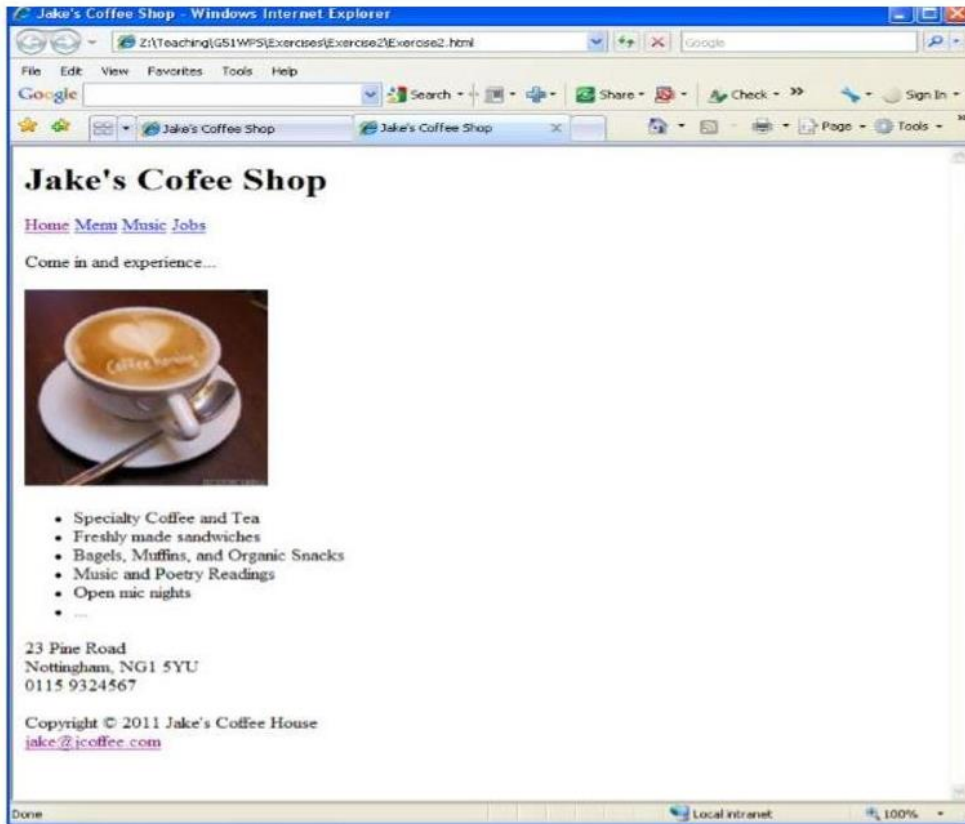 Jake's Coffee Shop - Windows Internet Explorer
Z:\Teaching\G51WPS\Exercises\Exercise2\Exercise2.html
Google
File Edit View Favorites Tools Help
Google Search Share Check Sign In
Jake's Coffee Shop Jake's Coffee Shop Page Tools
Jake's Cofee Shop
Home Menu Music Jobs
Come in and experience...
Coffee
• Specialty Coffee and Tea
• Freshly made sandwiches
• Bagels, Muffins, and Organic Snacks
• Music and Poetry Readings
• Open mic nights
• ...
23 Pine Road
Nottingham, NG1 5YU
0115 9324567
Copyright © 2011 Jake's Coffee House
jake@jcoffee.com
Done Local intranet 100%